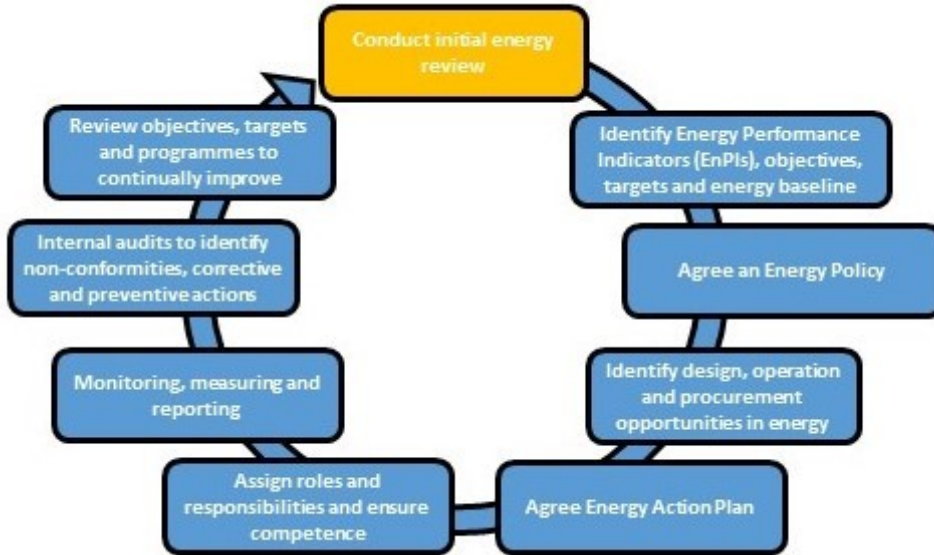 Conduct initial energy
review
Identify Energy Performance
Indicators (EnPIs), objectives,
targets and energy baseline
Agree an Energy Policy
Identify design, operation
and procurement
opportunities in energy
Agree Energy Action Plan
Assign roles and
responsibilities and ensure
competence
Monitoring, measuring and
reporting
Internal audits to identify
non-conformities, corrective
and preventive actions
Review objectives, targets
and programmes to
continually improve